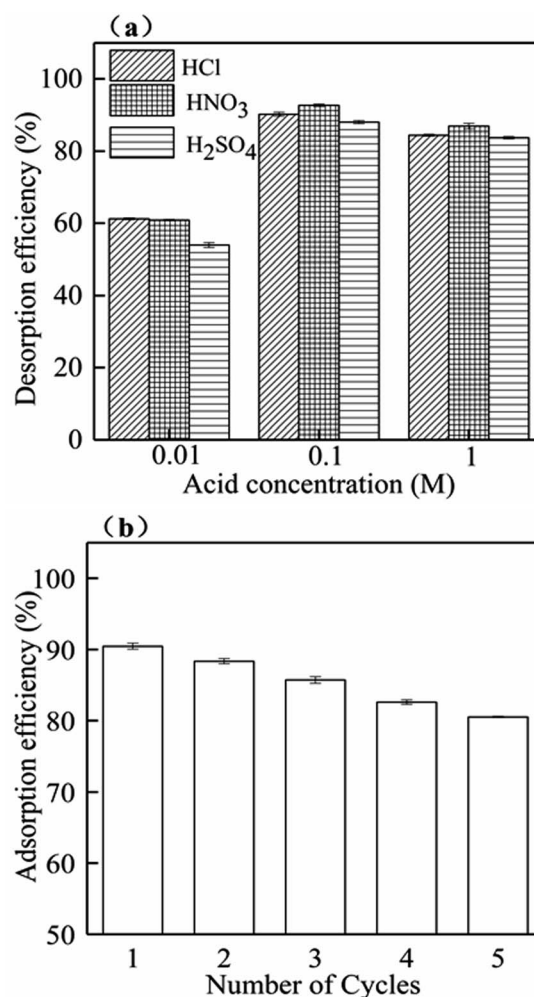 (a)
HCl
HNO3
H2SO4
Desorption efficiency (%)
100
80
60
40
20
0
0.01 0.1 1
Acid concentration (M)
(b)
Adsorption efficiency (%)
100
90
80
70
60
50
1 2 3 4 5
Number of Cycles